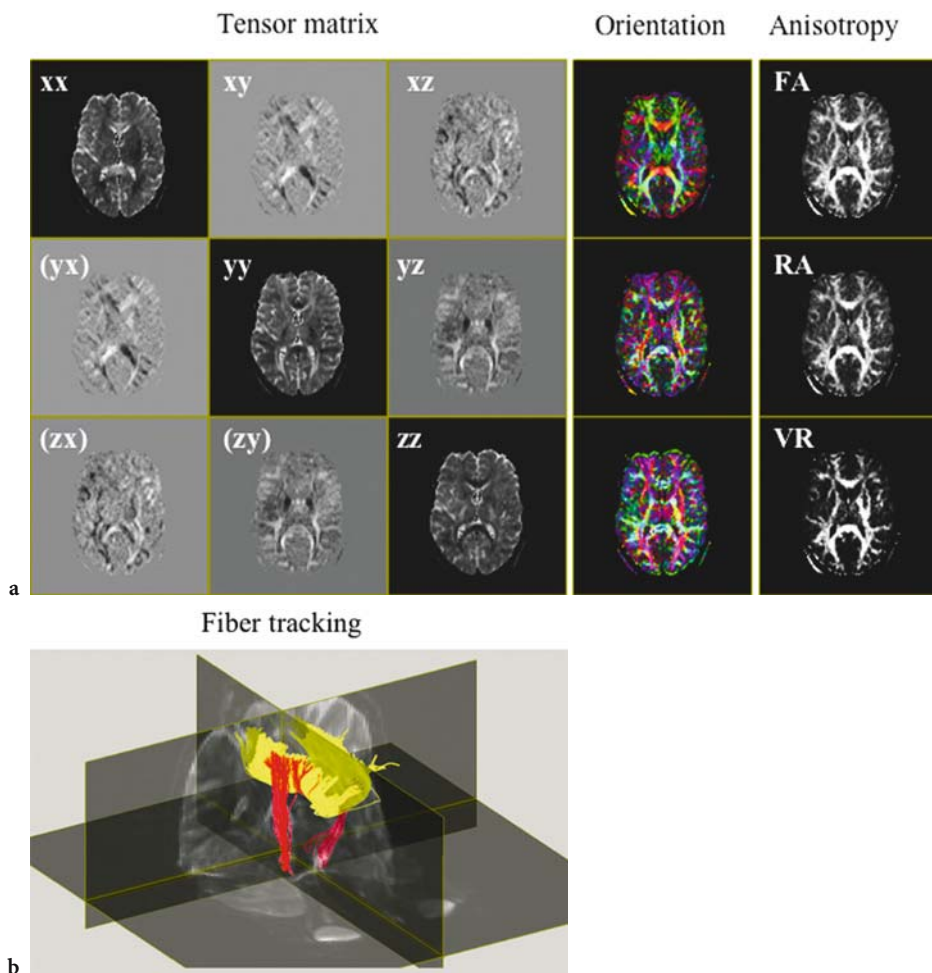 Tensor matrix Orientation Anisotropy
xx xy xz FA
(yx) yy yz RA
(zx) (zy) zz VR
a
Fiber tracking
b